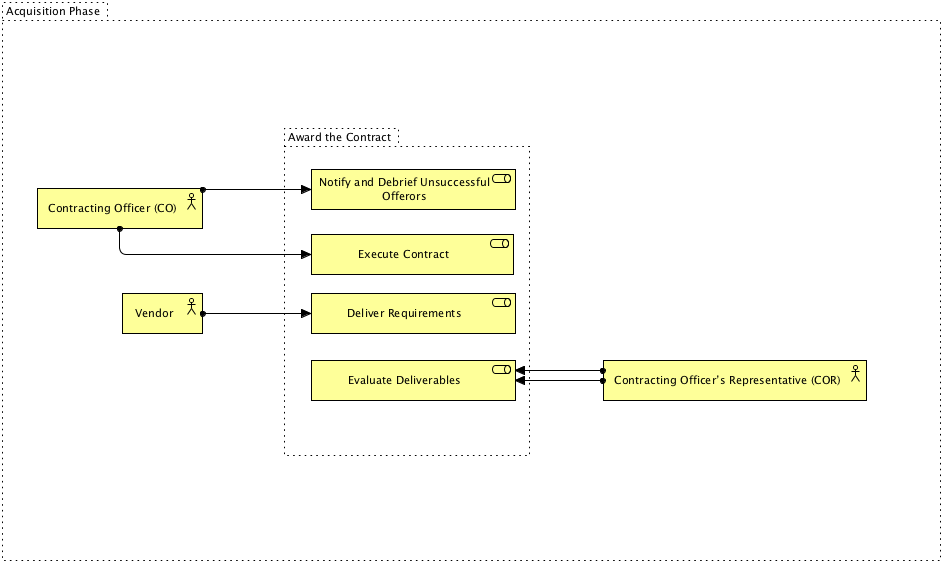 Acquisition Phase
Award the Contract
Notify and Debrief Unsuccessful
Offerors
Contracting Officer (CO)
Execute Contract
Vendor
Deliver Requirements
Evaluate Deliverables
Contracting Officer's Representative (COR)